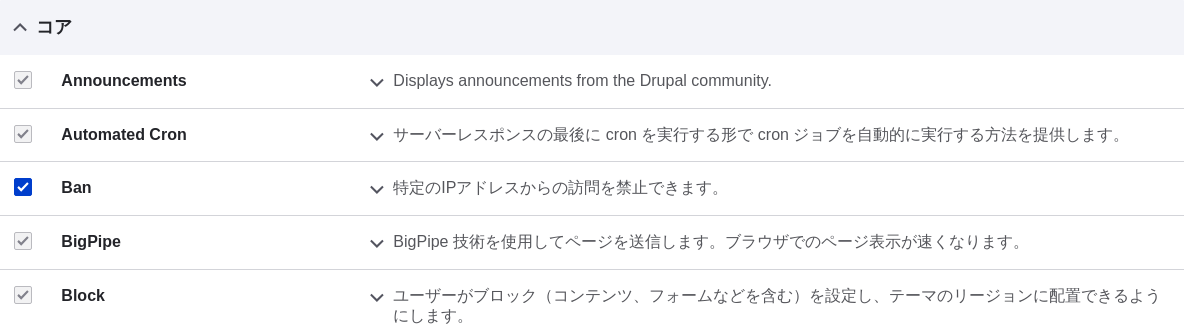 コア
Announcements
Displays announcements from the Drupal community.
Automated Cron
サーバーレスポンスの最後に cron を実行する形で cron ジョブを自動的に実行する方法を提供します。
Ban
特定のIPアドレスからの訪問を禁止できます。
BigPipe
BigPipe 技術を使用してページを送信します。ブラウザでのページ表示が速くなります。
Block
ユーザーがブロック（コンテンツ、フォームなどを含む）を設定し、テーマのリージョンに配置できるよう
にします。